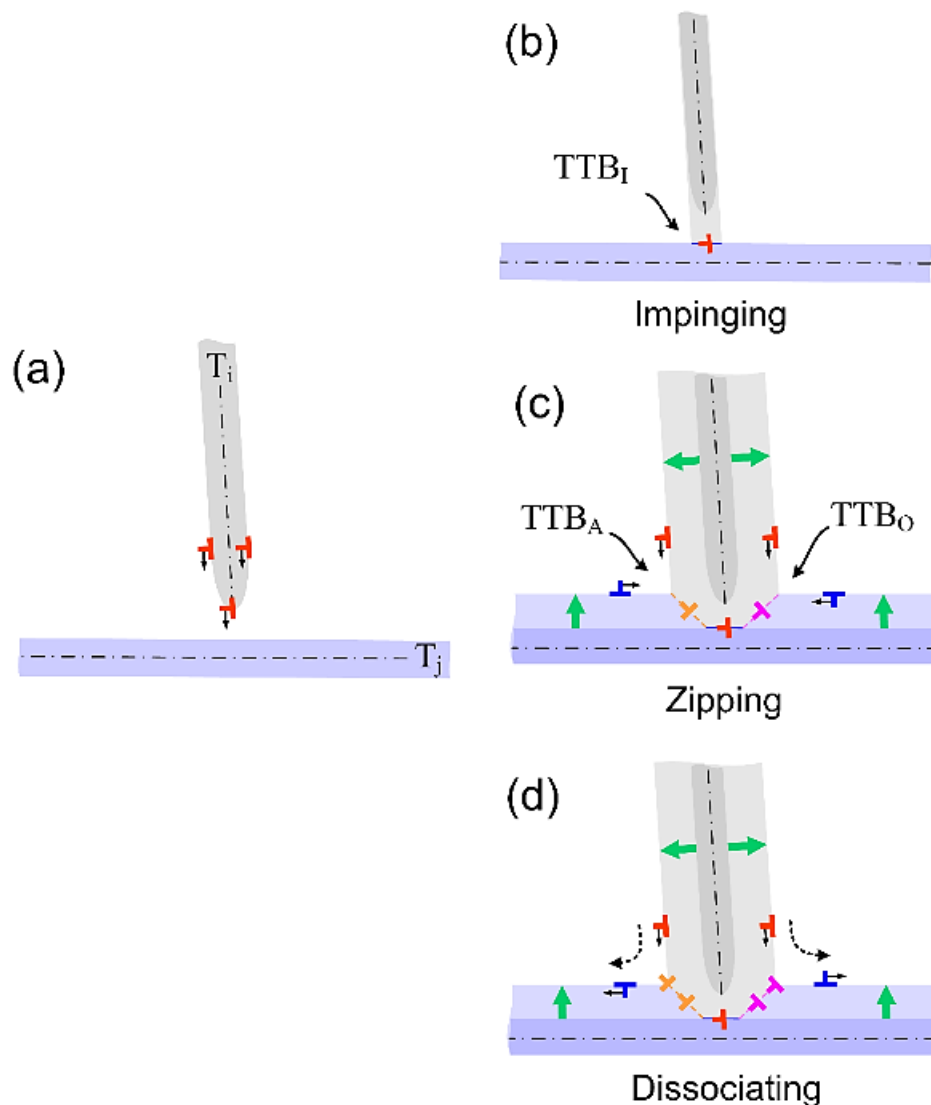 (a)
T_i
T_j
(b)
TTB_I
Impinging
(c)
TTB_A
TTB_O
Zipping
(d)
Dissociating